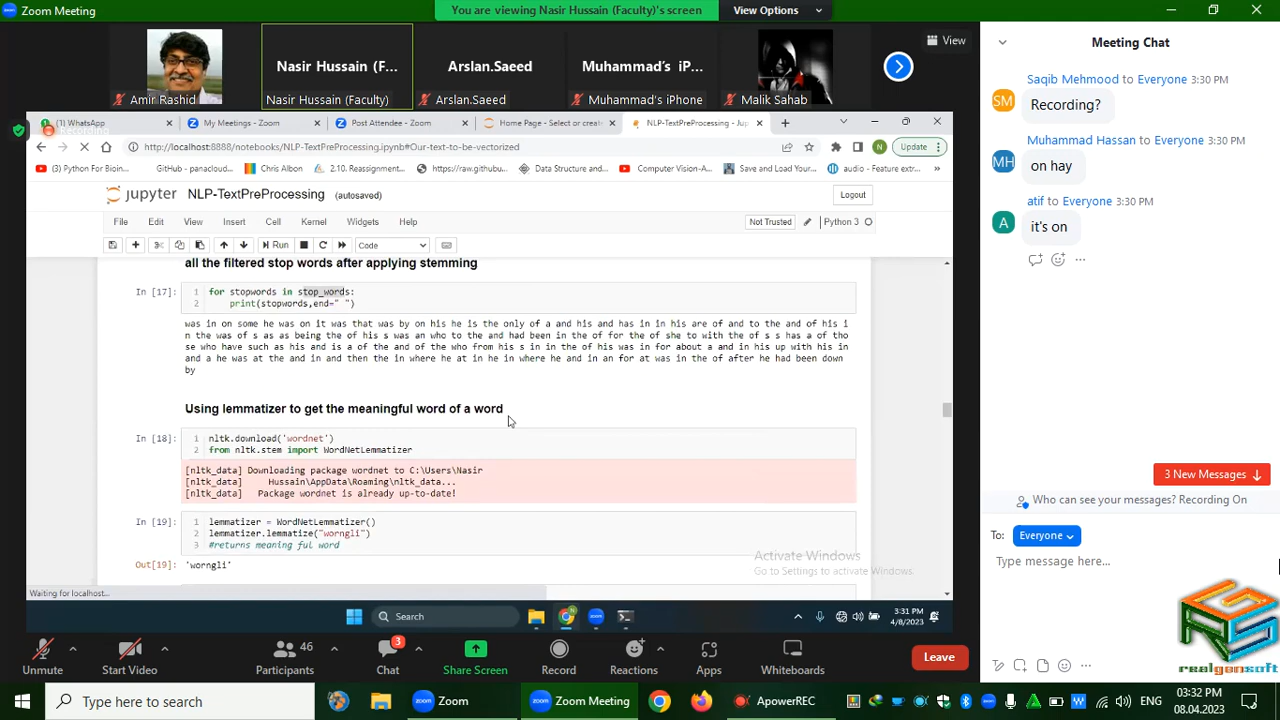 Zoom Meeting
You are viewing Nasir Hussain (Faculty)'s screen
View Options
Amir Rashid
Nasir Hussain (F...
Nasir Hussain (Faculty)
Arslan.Saeed
Arslan.Saeed
Muhammad's iP...
Muhammad's iPhone
Malik Sahab
View
Recording
(1) WhatsApp
My Meetings - Zoom
Post Attendee - Zoom
Home Page - Select or create
NLP-TextPreProcessing - Jup
http://localhost:8888/notebooks/NLP-TextPreProcessing.ipynb#Our-text-to-be-vectorized
Update
(3) Python For Bioin...
GitHub - panacloud...
Chris Albon
2.10. Reassignment...
https://raw.githubu...
Data Structure and...
Computer Vision-A...
Save and Load Your...
audio - Feature extr...
»
jupyter NLP-TextPreProcessing (autosaved)
Logout
File Edit View Insert Cell Kernel Widgets Help
Not Trusted
Python 3
Run
Code
all the filtered stop words after applying stemming
In [17]:
1 for stopwords in stop_words:
2 print(stopwords,end=" ")
was in on some he was on it was that was by on his he is the only of a and his and has in in his are of and to the and of his i
n the was of as as being the of his s was an who to the and had been in the of for the of she to with the of s s has a of tho
se who have such as his and is a of the and of the who from his s in in the of his was in for about a and in his up with his in
and a he was at the and in and then the in where he at in he in where he and in an for at was in the of after he had been down
by
Using lemmatizer to get the meaningful word of a word
In [18]:
1 nltk.download('wordnet')
2 from nltk.stem import WordNetLemmatizer
[nltk_data] Downloading package wordnet to C:\Users\Nasir
[nltk_data] Hussain\AppData\Roaming\nltk_data...
[nltk_data] Package wordnet is already up-to-date!
In [19]:
1 lemmatizer = WordNetLemmatizer()
2 lemmatizer.lemmatize("worngli")
3 #returns meaning ful word
Out[19]: 'worngli'
Activate Windows
Go to Settings to activate Windows.
Waiting for localhost...
Search
3:31 PM
4/8/2023
Meeting Chat
Saqib Mehmood to Everyone 3:30 PM
SM
Recording?
Muhammad Hassan to Everyone 3:30 PM
MH
on hay
atif to Everyone 3:30 PM
A
it's on
3 New Messages
Who can see your messages? Recording On
To: Everyone
Type message here...
realgensoft
Unmute
Start Video
46
Participants
3
Chat
Share Screen
Record
Reactions
Apps
Whiteboards
Leave
Type here to search
Zoom
Zoom Meeting
ApowerREC
ENG
03:32 PM
08.04.2023